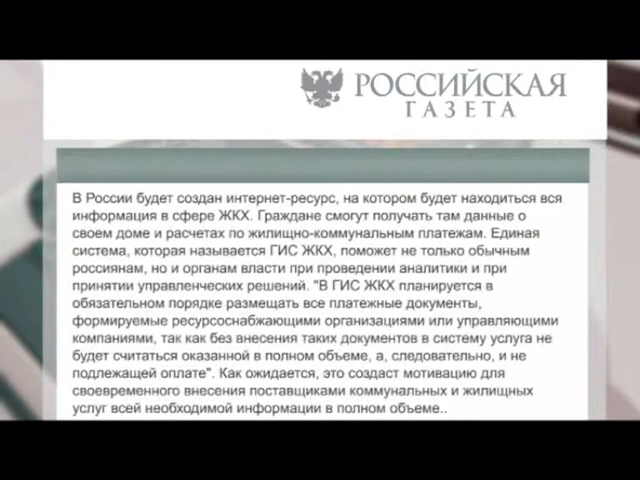 РОССИЙСКАЯ
ГАЗЕТА
В России будет создан интернет-ресурс, на котором будет находиться вся
информация в сфере ЖКХ. Граждане смогут получать там данные о
своем доме и расчетах по жилищно-коммунальным платежам. Единая
система, которая называется ГИС ЖКХ, поможет не только обычным
россиянам, но и органам власти при проведении аналитики и при
принятии управленческих решений. "В ГИС ЖКХ планируется в
обязательном порядке размещать все платежные документы,
формируемые ресурсоснабжающими организациями или управляющими
компаниями, так как без внесения таких документов в систему услуга не
будет считаться оказанной в полном объеме, а, следовательно, и не
подлежащей оплате". Как ожидается, это создаст мотивацию для
своевременного внесения поставщиками коммунальных и жилищных
услуг всей необходимой информации в полном объеме..